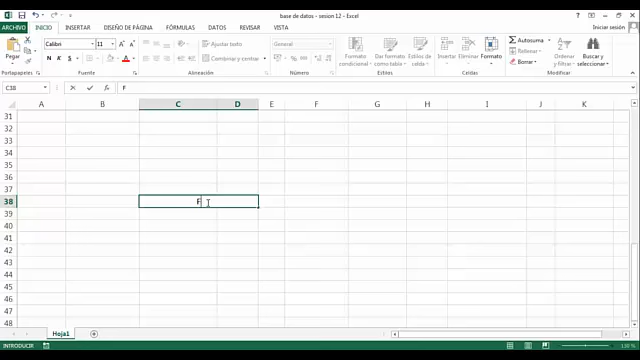 base de datos - sesion 12 - Excel
ARCHIVO INICIO INSERTAR DISEÑO DE PÁGINA FÓRMULAS DATOS REVISAR VISTA Iniciar sesión
Pegar
Calibri 11 A A
N K S
Ajustar texto
Combinar y centrar
Formato condicional
Dar formato como tabla
Estilos de celda
Insertar
Eliminar
Formato
Autosuma
Borrar
Ordenar y filtrar
Buscar y seleccionar
Portapapeles Fuente Alineación Número Estilos Celdas Modificar
C38 F
A B C D E F G H I J K
31
32
33
34
35
36
37
38 F
39
40
41
42
43
44
45
46
47
48
Hoja1
INTRODUCIR